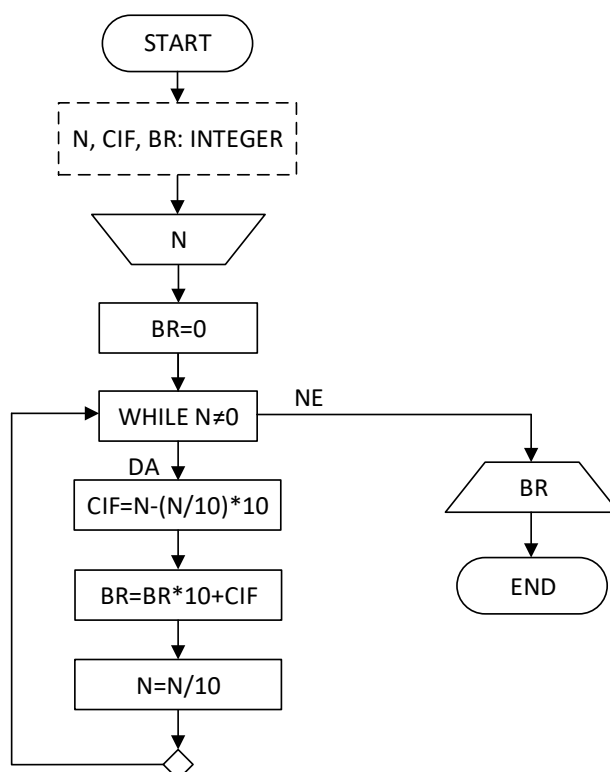 START
N, CIF, BR: INTEGER
N
BR=0
WHILE N≠0
NE
DA
CIF=N-(N/10)*10
BR
BR=BR*10+CIF
END
N=N/10